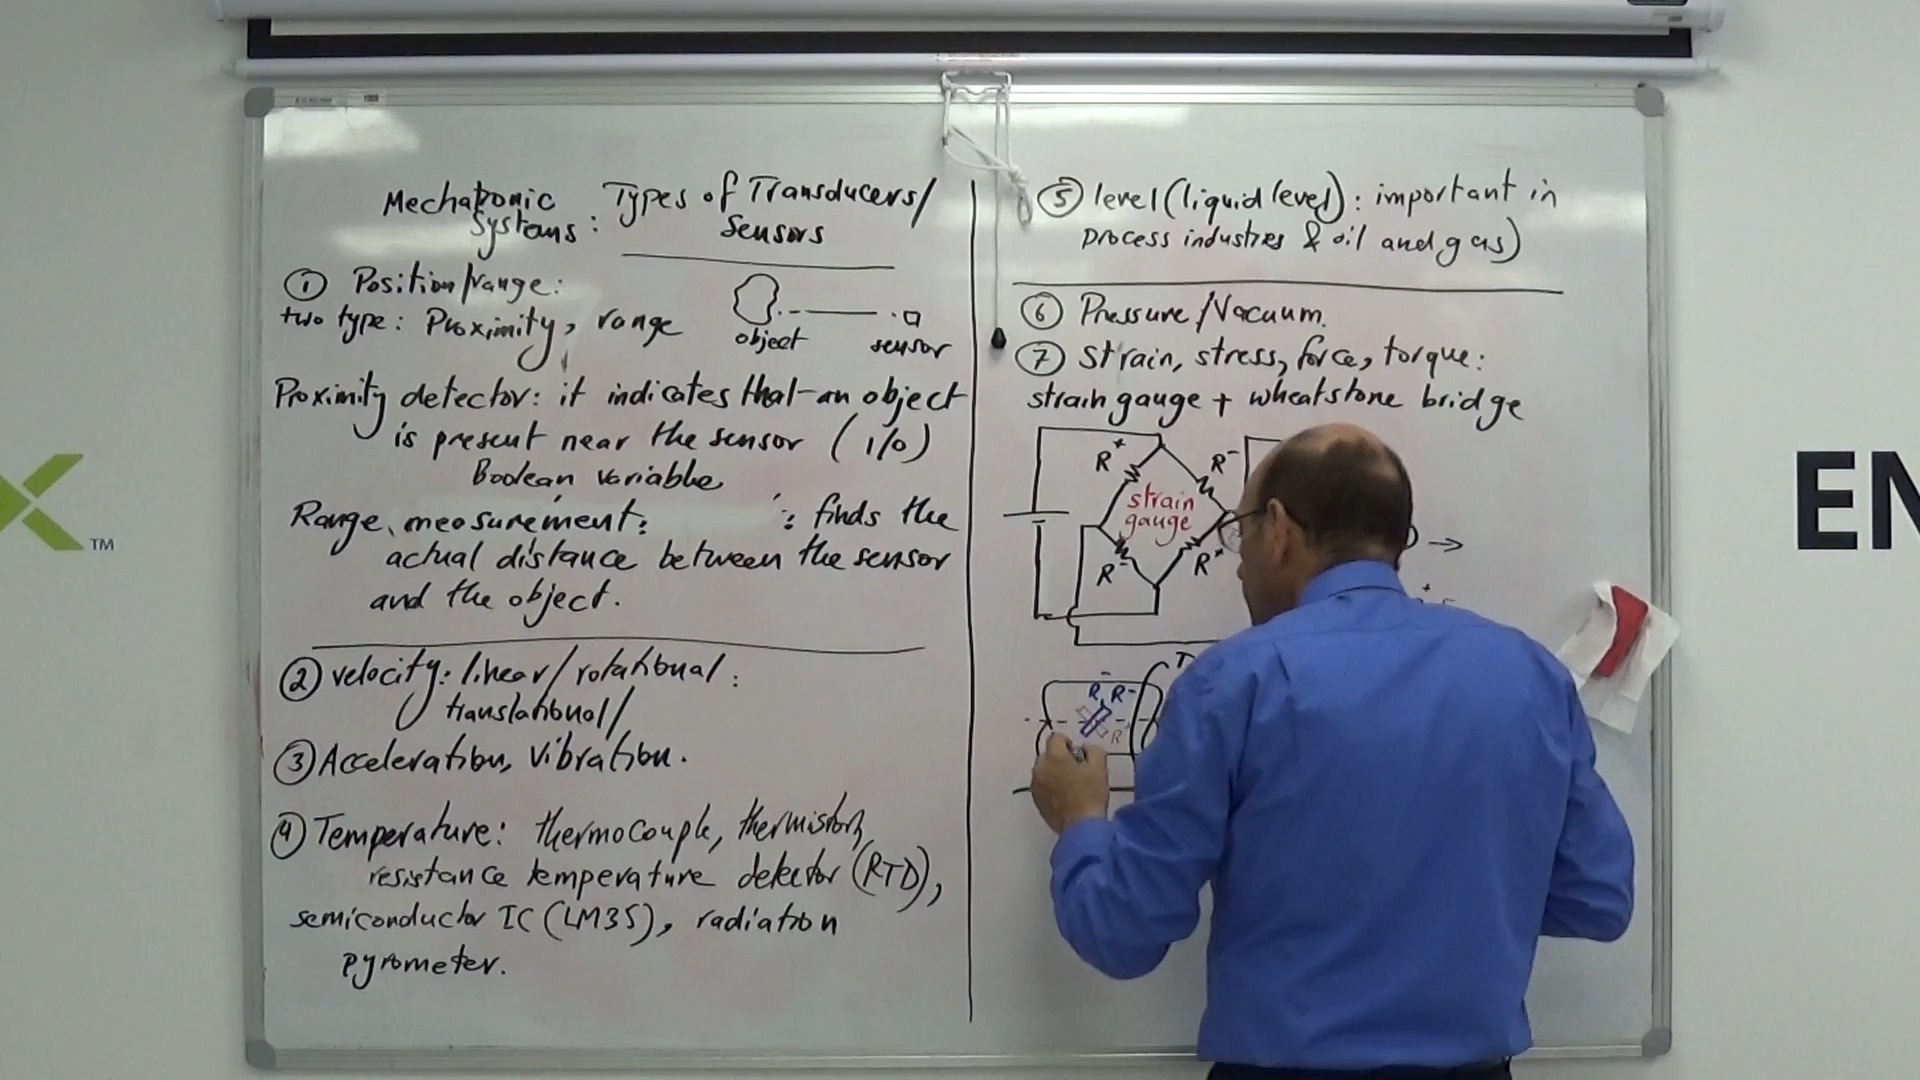 Mechatronic Types of Transducers/
Systems: Sensors
① Position/range:
two type: Proximity, range
object
sensor
Proximity detector: it indicates that an object
is present near the sensor (1/0)
Boolean variable
Range measurement: : finds the
actual distance between the sensor
and the object.
② velocity: linear/rotational:
translational/
③ Acceleration, Vibration.
④ Temperature: thermocouple, thermistor,
resistance temperature detector (RTD),
semiconductor IC (LM35), radiation
pyrometer.
⑤ level (liquid level): important in
process industries & oil and gas)
⑥ Pressure/Vacuum.
⑦ strain, stress, force, torque:
strain gauge + wheatstone bridge
R+ R-
strain
gauge
R- R+
R- R-
R
T
X TM
EN